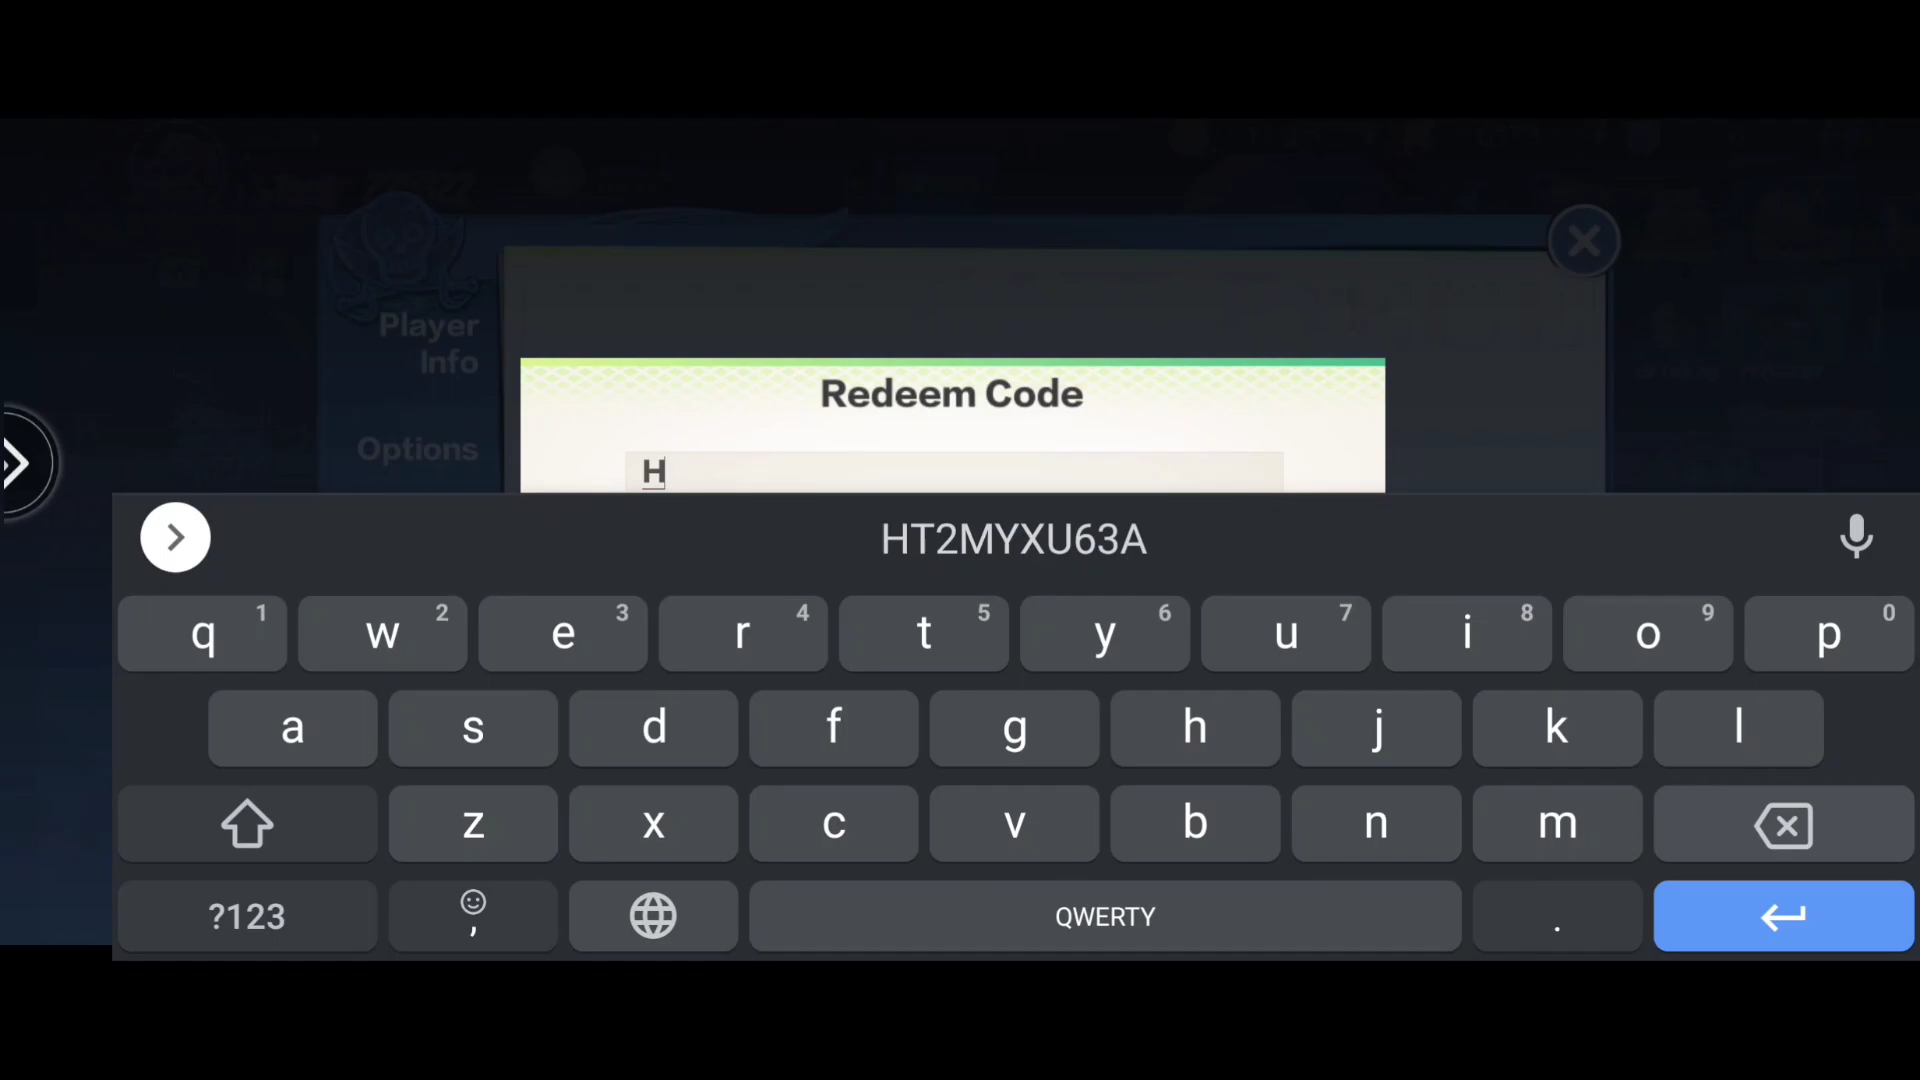 Player
Info
Options
Redeem Code
H
HT2MYXU63A
q 1 w 2 e 3 r 4 t 5 y 6 u 7 i 8 o 9 p 0
a s d f g h j k l
z x c v b n m
?123 , QWERTY .